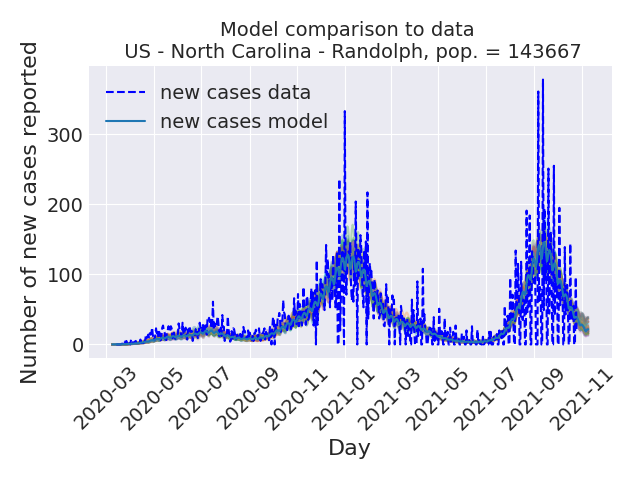 Model comparison to data
US - North Carolina - Randolph, pop. = 143667
Number of new cases reported
new cases data
new cases model
300
200
100
0
2020-03
2020-05
2020-07
2020-09
2020-11
2021-01
2021-03
2021-05
2021-07
2021-09
2021-11
Day